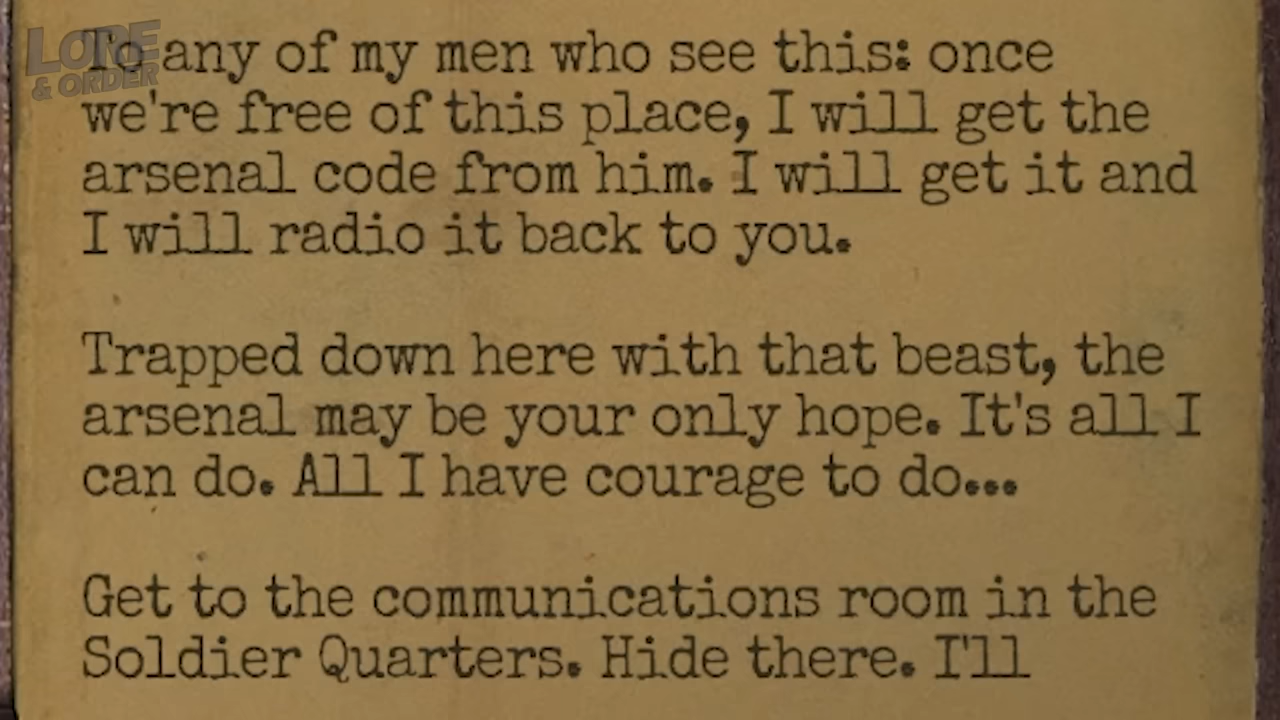 LORE
& ORDER
To any of my men who see this: once
we're free of this place, I will get the
arsenal code from him. I will get it and
I will radio it back to you.
Trapped down here with that beast, the
arsenal may be your only hope. It's all I
can do. All I have courage to do...
Get to the communications room in the
Soldier Quarters. Hide there. I'll